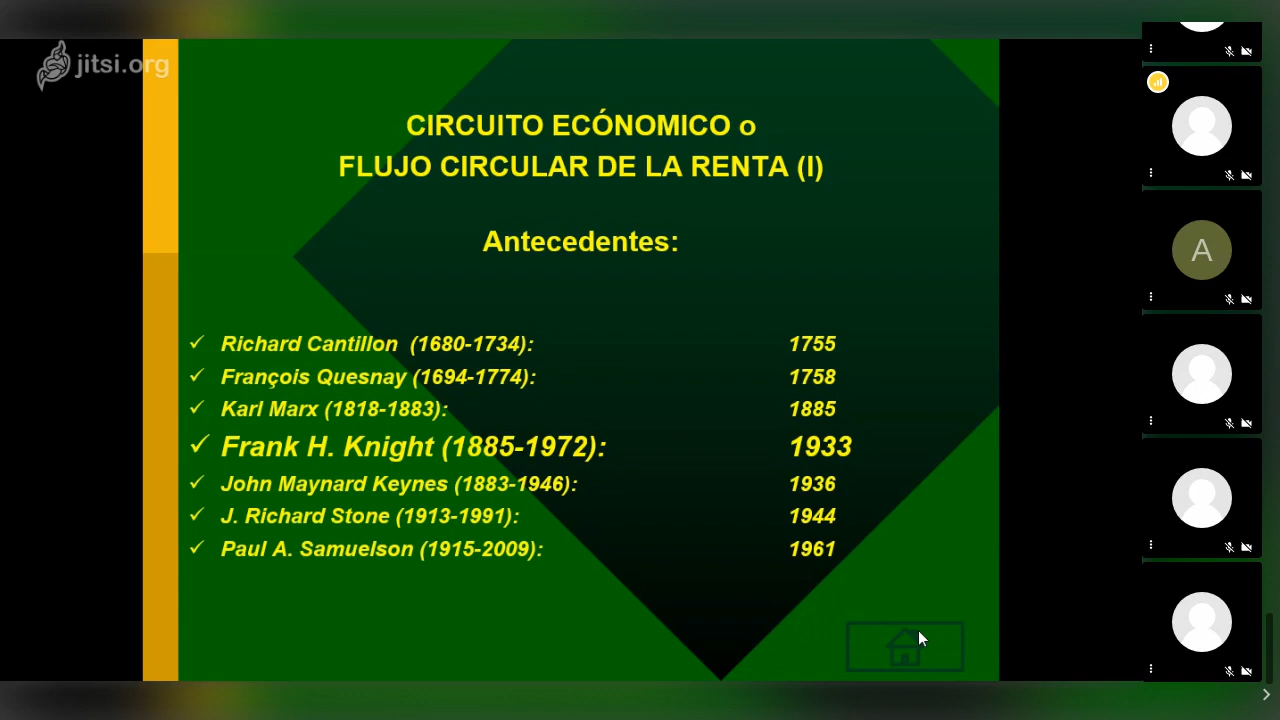 jitsi.org
CIRCUITO ECÓNOMICO o
FLUJO CIRCULAR DE LA RENTA (I)
Antecedentes:
✓ Richard Cantillon (1680-1734): 1755
✓ François Quesnay (1694-1774): 1758
✓ Karl Marx (1818-1883): 1885
✓ Frank H. Knight (1885-1972): 1933
✓ John Maynard Keynes (1883-1946): 1936
✓ J. Richard Stone (1913-1991): 1944
✓ Paul A. Samuelson (1915-2009): 1961
A